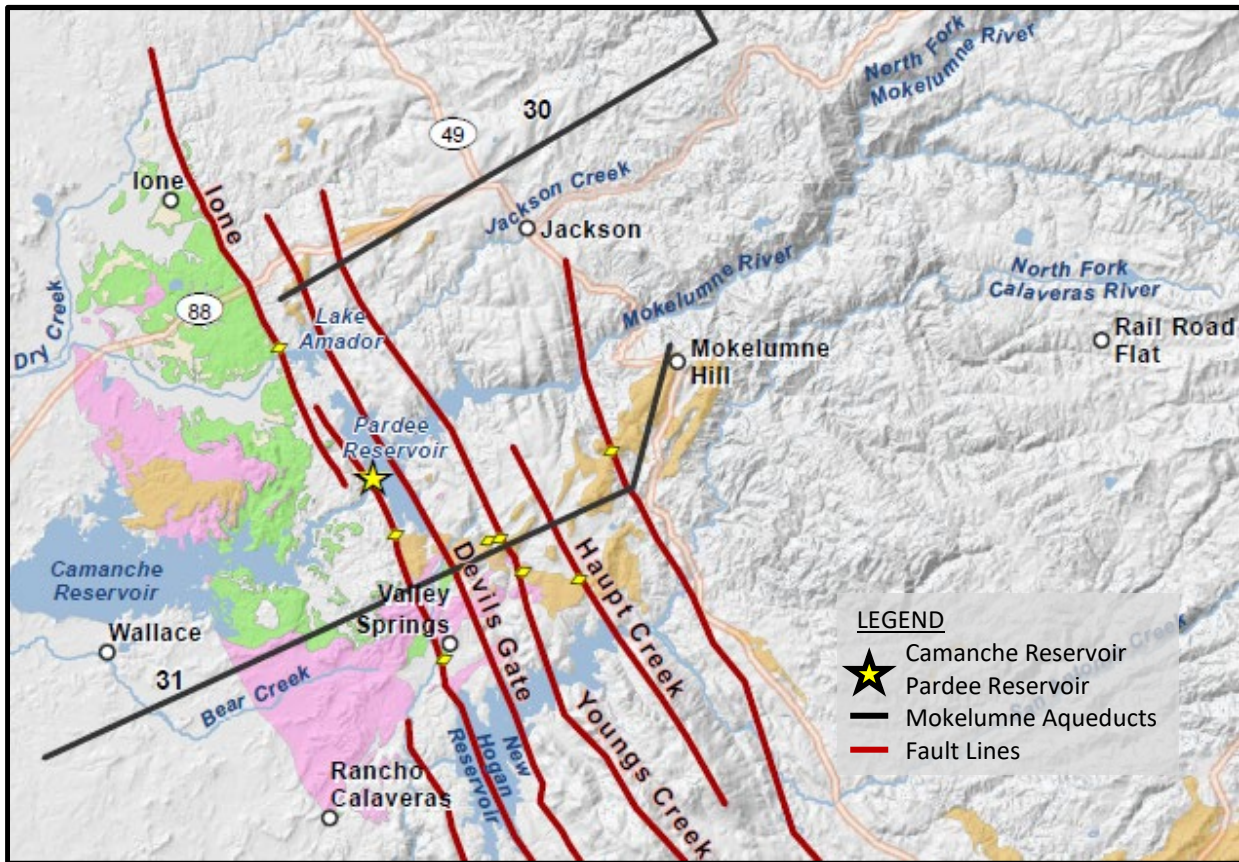 North Fork
Mokelumne River
30
49
Ione
Ione
Jackson Creek
Jackson
Dry Creek
88
Lake
Amador
Mokelumne River
North Fork
Calaveras River
Rail Road
Flat
Mokelumne
Hill
Pardee
Reservoir
Camanche
Reservoir
Wallace
Valley
Springs
Devils Gate
Haupt Creek
31
Bear Creek
Rancho
Calaveras
New
Hogan
Reservoir
Youngs Creek
LEGEND
Camanche Reservoir
Pardee Reservoir
Mokelumne Aqueducts
Fault Lines
Creek